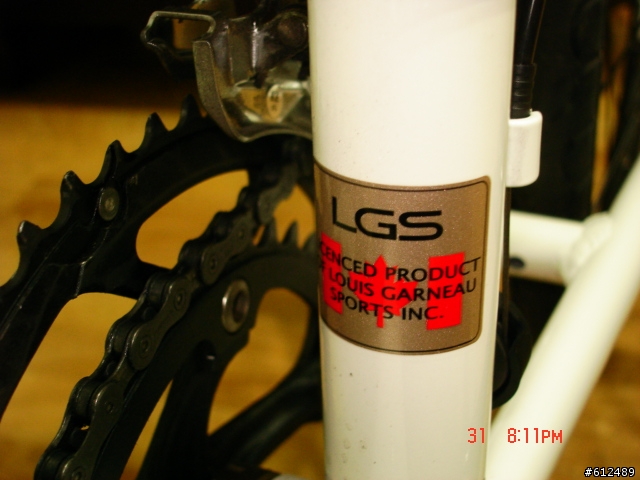 LGS
CENCED PRODUCT
LOUIS GARNEAU
SPORTS INC.
31 8:11PM
#612489